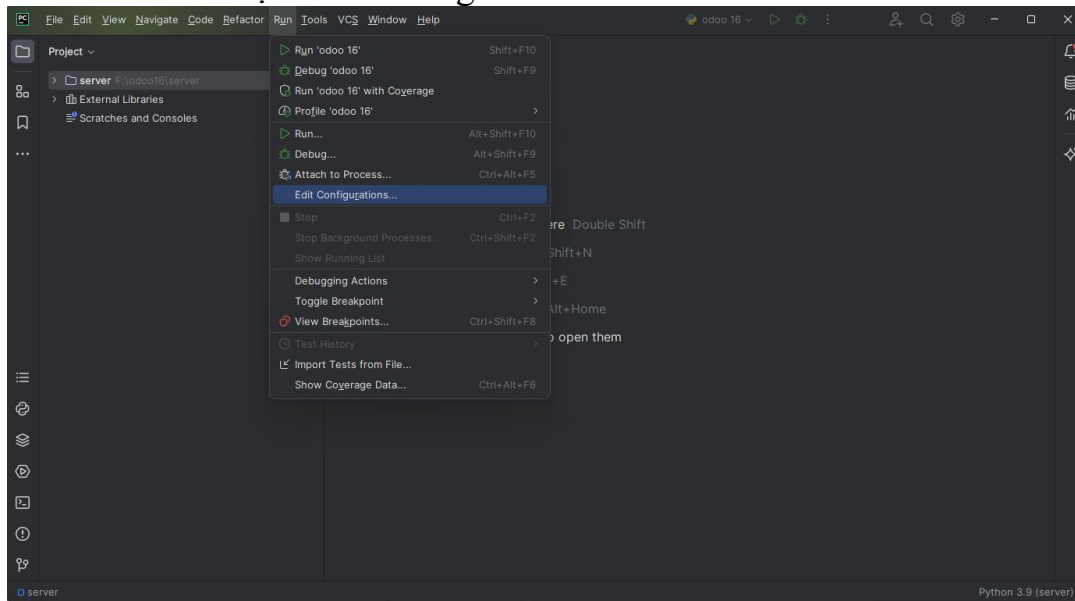 PC File Edit View Navigate Code Refactor Run Tools VCS Window Help odoo 16
Project
server F:\odoo16\server
External Libraries
Scratches and Consoles
Run 'odoo 16' Shift+F10
Debug 'odoo 16' Shift+F9
Run 'odoo 16' with Coverage
Profile 'odoo 16'
Run... Alt+Shift+F10
Debug... Alt+Shift+F9
Attach to Process... Ctrl+Alt+F5
Edit Configurations...
Stop Ctrl+F2
Stop Background Processes... Ctrl+Shift+F2
Show Running List
Debugging Actions
Toggle Breakpoint
View Breakpoints... Ctrl+Shift+F8
Test History
Import Tests from File...
Show Coverage Data... Ctrl+Alt+F6
ere Double Shift
Shift+N
+E
Alt+Home
o open them
server Python 3.9 (server)